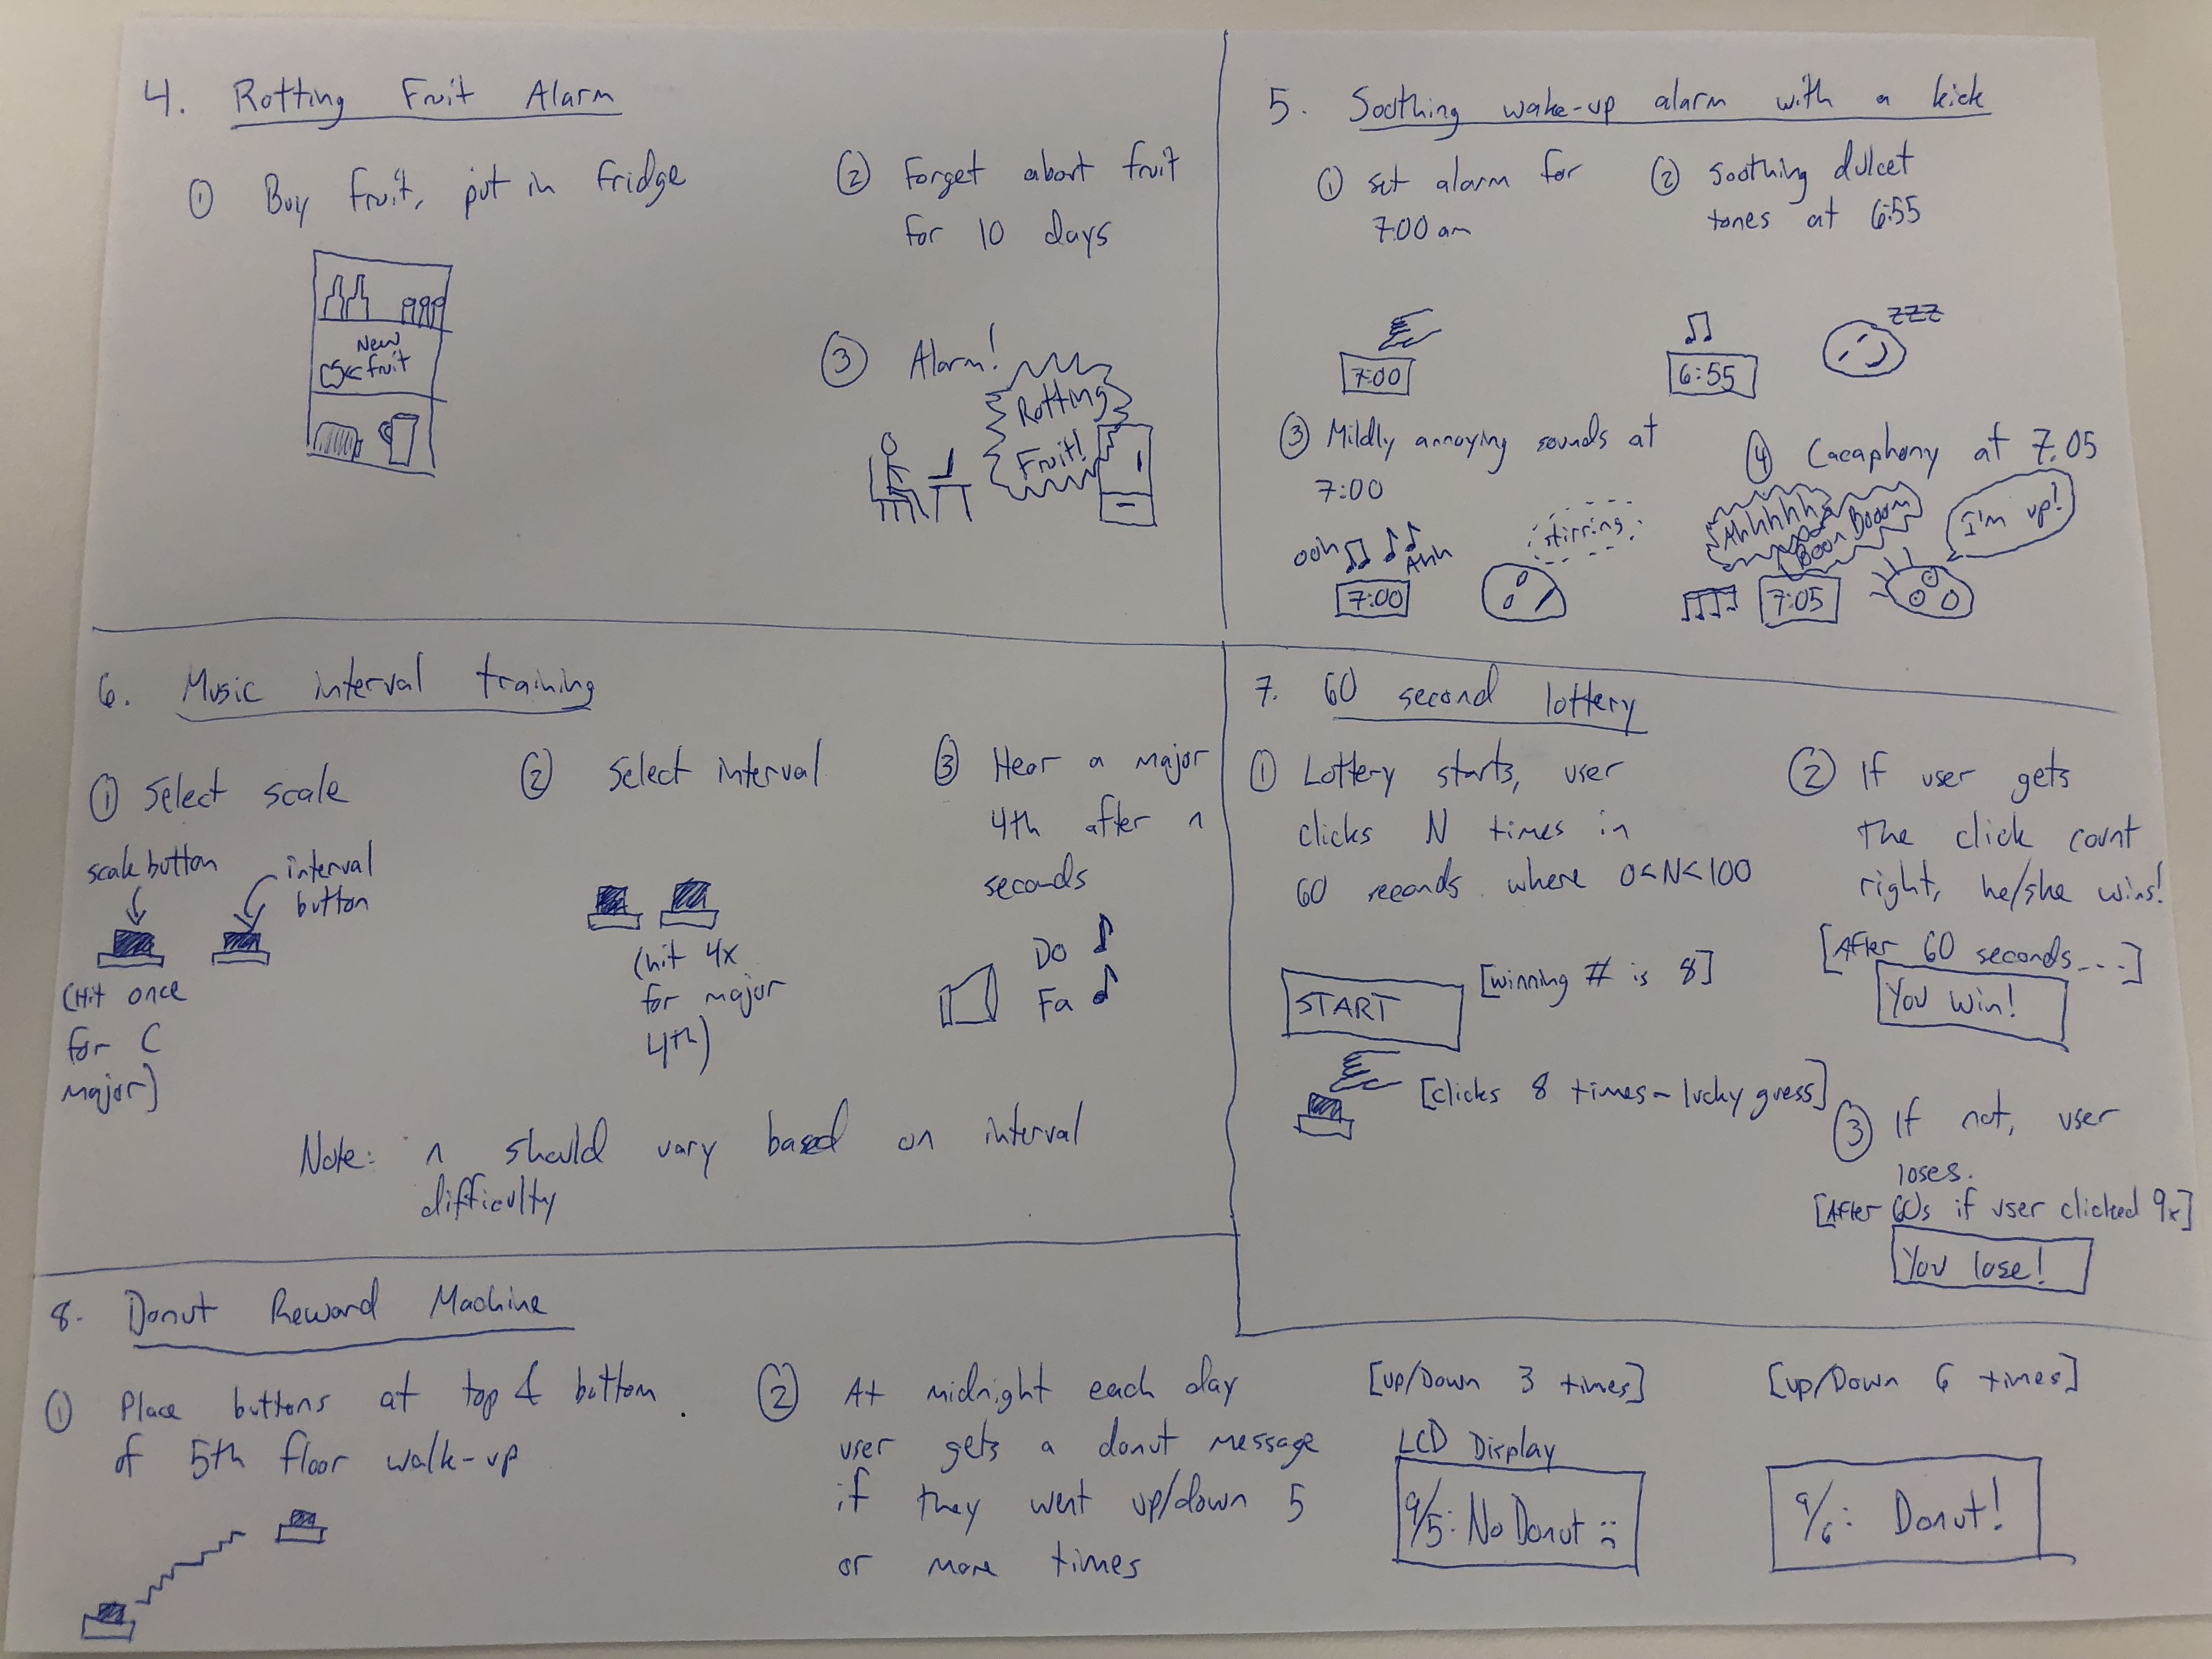 4. Rotting Fruit Alarm
① Buy fruit, put in fridge
New
fruit
② Forget about fruit
for 10 days
③ Alarm!
Rotting
Fruit!
5. Soothing wake-up alarm with a kick
① set alarm for
7:00am
7:00
② soothing dulcet
tones at 6:55
6:55
zzz
③ Mildly annoying sounds at
7:00
7:00
stirring
④ Cacaphony at 7:05
Boom Boom
7:05
I'm up!
6. Music interval training
① Select scale
scale button
interval
button
(Hit once
for C
major)
② Select interval
(hit 4x
for major
4th)
③ Hear a major
4th after n
seconds
Do
Fa
Note: n should vary based on interval
difficulty
7. 60 second lottery
① Lottery starts, user
clicks N times in
60 seconds where 0<N<100
START
[winning # is 8]
[clicks 8 times - lucky guess]
② If user gets
the click count
right, he/she wins!
[After 60 seconds...]
You win!
③ If not, user
loses.
[After 60s if user clicked 9x]
You lose!
8. Donut Reward Machine
① Place buttons at top & bottom
of 5th floor walk-up
② At midnight each day
user gets a donut message
if they went up/down 5
or more times
[up/Down 3 times]
LCD Display
9/5: No Donut :(
[up/Down 6 times]
9/6: Donut!